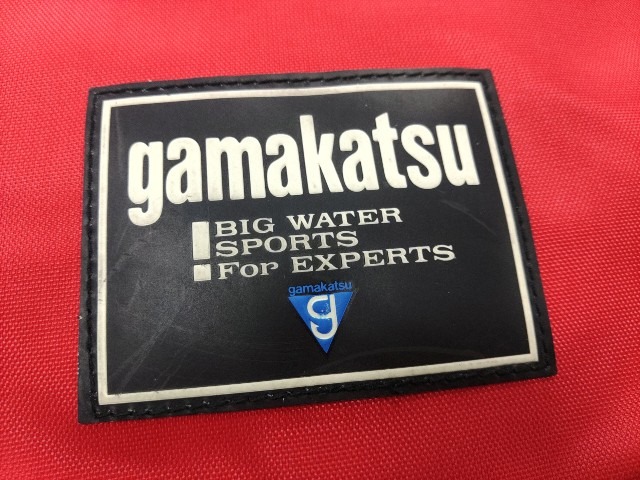 gamakatsu
! BIG WATER
SPORTS
For EXPERTS
gamakatsu
g